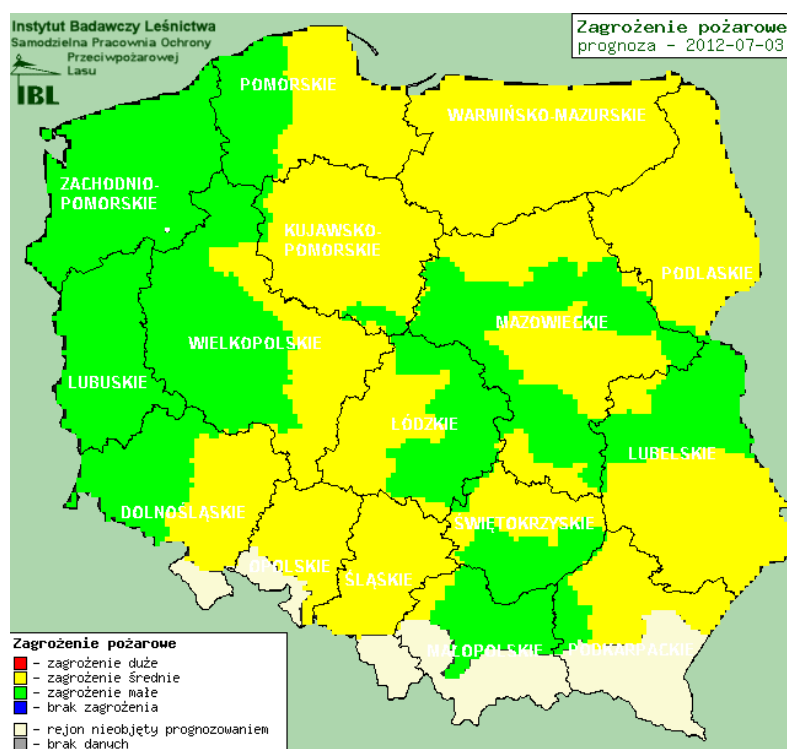 Instytut Badawczy Leśnictwa
Samodzielna Pracownia Ochrony
Przeciwpożarowej
Lasu
IBL
Zagrożenie pożarowe
prognoza - 2012-07-03
POMORSKIE
WARMIŃSKO-MAZURSKIE
ZACHODNIO-
POMORSKIE
KUJAWSKO-
POMORSKIE
PODLASKIE
MAZOWIECKIE
WIELKOPOLSKIE
LUBUSKIE
ŁÓDZKIE
LUBELSKIE
DOLNOŚLĄSKIE
ŚWIĘTOKRZYSKIE
OPOLSKIE
ŚLĄSKIE
MAŁOPOLSKIE
PODKARPACKIE
Zagrożenie pożarowe
- zagrożenie duże
- zagrożenie średnie
- zagrożenie małe
- brak zagrożenia
- rejon nieobjęty prognozowaniem
- brak danych